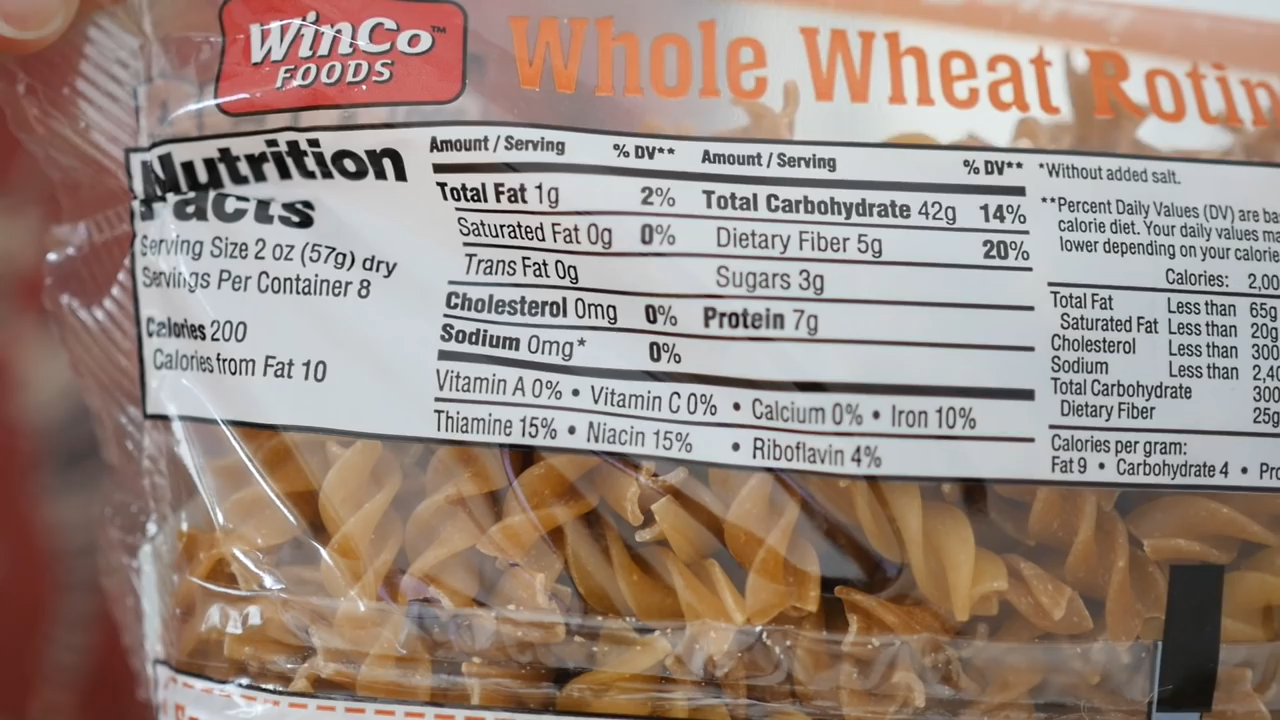 WinCo™
FOODS
Whole Wheat Rotin
Nutrition
Facts
Serving Size 2 oz (57g) dry
Servings Per Container 8
Calories 200
Calories from Fat 10
Amount / Serving % DV** Amount / Serving % DV**
Total Fat 1g 2% Total Carbohydrate 42g 14%
Saturated Fat 0g 0% Dietary Fiber 5g 20%
Trans Fat 0g Sugars 3g
Cholesterol 0mg 0% Protein 7g
Sodium 0mg* 0%
Vitamin A 0% • Vitamin C 0% • Calcium 0% • Iron 10%
Thiamine 15% • Niacin 15% • Riboflavin 4%
*Without added salt.
**Percent Daily Values (DV) are ba
calorie diet. Your daily values ma
lower depending on your calorie
Calories: 2,00
Total Fat Less than 65g
Saturated Fat Less than 20g
Cholesterol Less than 300
Sodium Less than 2,40
Total Carbohydrate 300
Dietary Fiber 25g
Calories per gram:
Fat 9 • Carbohydrate 4 • Pro